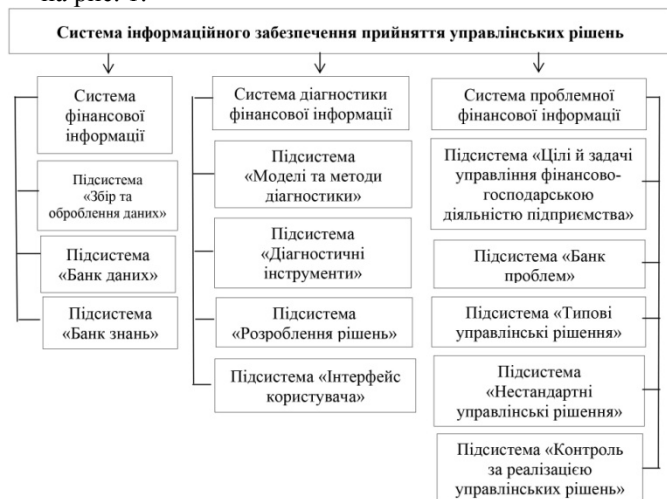 на рис. 1.
Система інформаційного забезпечення прийняття управлінських рішень
Система
фінансової
інформації
Підсистема
«Збір та
оброблення даних»
Підсистема
«Банк даних»
Підсистема
«Банк знань»
Система діагностики
фінансової інформації
Підсистема
«Моделі та методи
діагностики»
Підсистема
«Діагностичні
інструменти»
Підсистема
«Розроблення рішень»
Підсистема «Інтерфейс
користувача»
Система проблемної
фінансової інформації
Підсистема «Цілі й задачі
управління фінансово-
господарською
діяльністю підприємства»
Підсистема «Банк
проблем»
Підсистема «Типові
управлінські рішення»
Підсистема
«Нестандартні
управлінські рішення»
Підсистема «Контроль
за реалізацією
управлінських рішень»